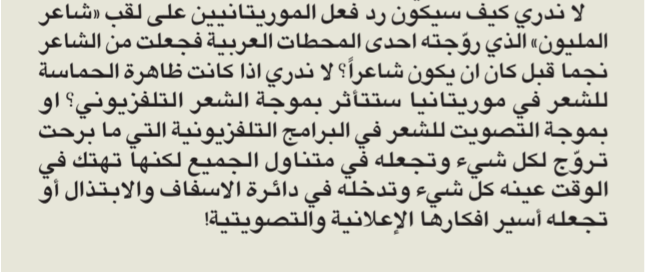 لا ندري كيف سيكون رد فعل الموريتانيين على لقب «شاعر
المليون» الذي روّجته احدى المحطات العربية فجعلت من الشاعر
نجما قبل كان ان يكون شاعراً؟ لا ندري اذا كانت ظاهرة الحماسة
للشعر في موريتانيا ستتأثر بموجة الشعر التلفزيوني؟ او
بموجة التصويت للشعر في البرامج التلفزيونية التي ما برحت
تروّج لكل شيء وتجعله في متناول الجميع لكنها تهتك في
الوقت عينه كل شيء وتدخله في دائرة الاسفاف والابتذال أو
تجعله أسير افكارها الإعلانية والتصويتية!